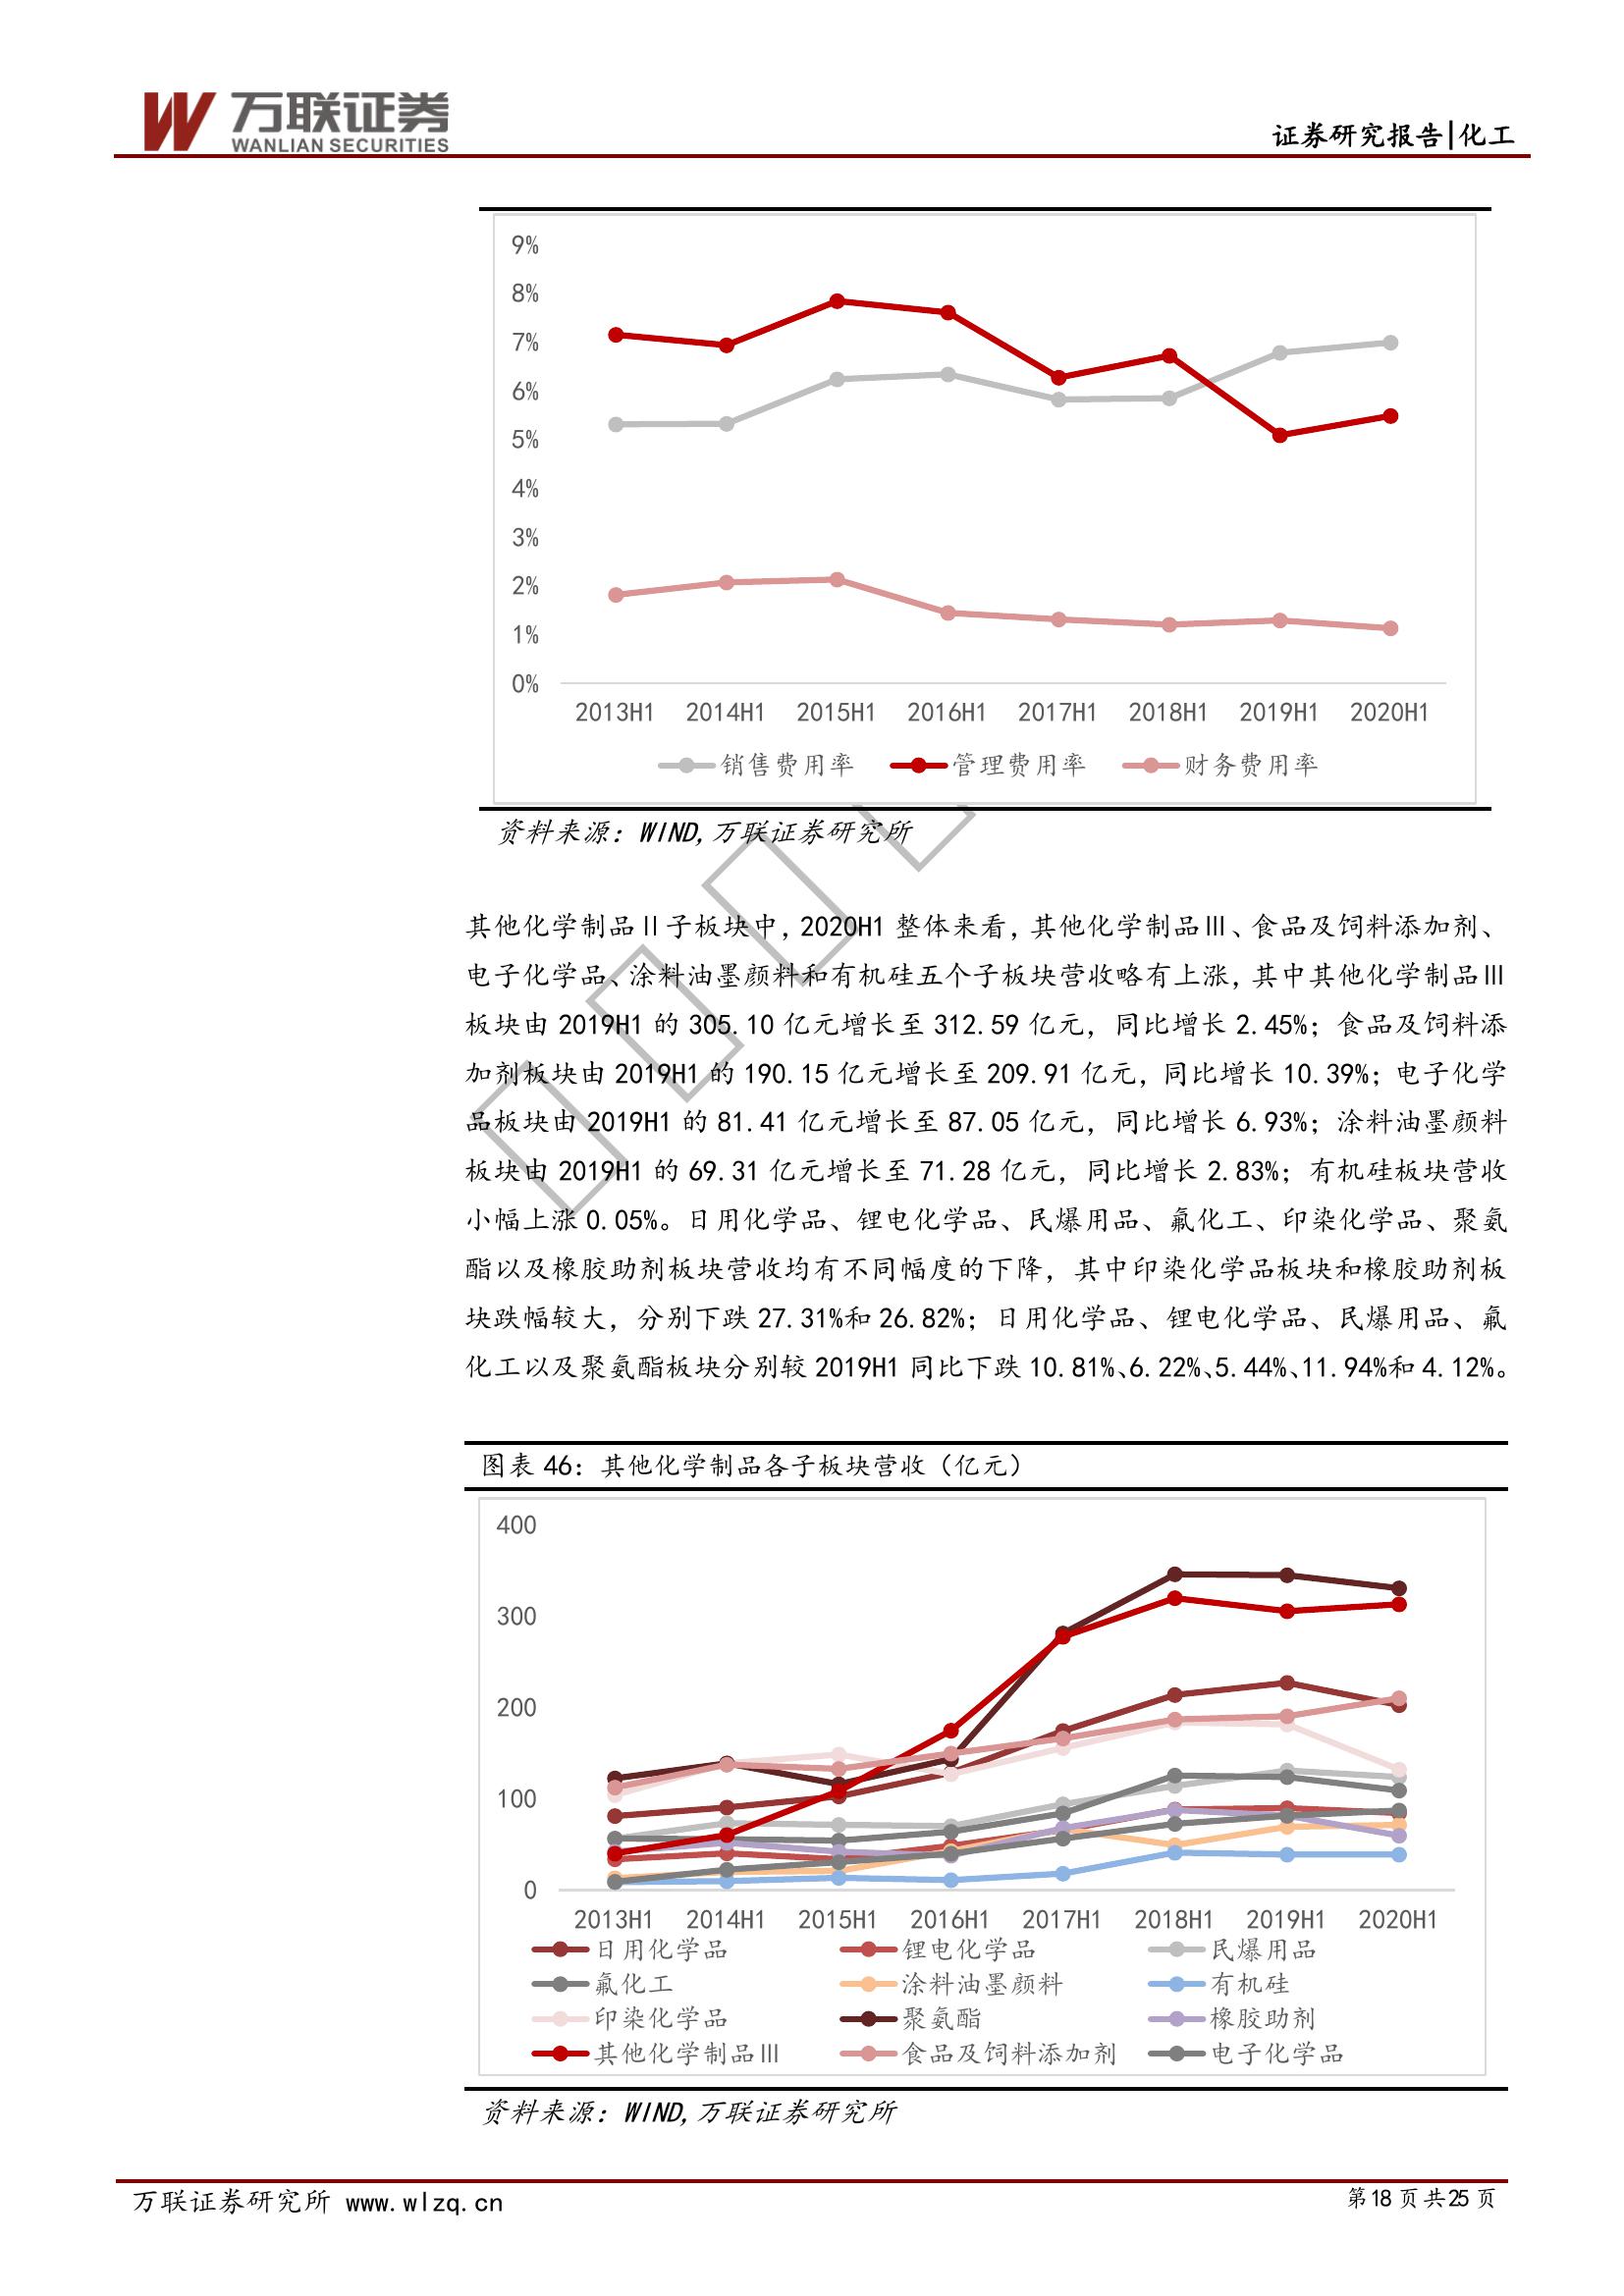 万联证券
WANLIAN SECURITIES
证券研究报告|化工
9%
8%
7%
6%
5%
4%
3%
2%
1%
0%
2013H1 2014H1 2015H1 2016H1 2017H1 2018H1 2019H1 2020H1
销售费用率 管理费用率 财务费用率
资料来源：WIND,万联证券研究所
其他化学制品Ⅱ子板块中，2020H1 整体来看，其他化学制品Ⅲ、食品及饲料添加剂、
电子化学品、涂料油墨颜料和有机硅五个子板块营收略有上涨，其中其他化学制品Ⅲ
板块由 2019H1 的 305.10 亿元增长至 312.59 亿元，同比增长 2.45%；食品及饲料添
加剂板块由 2019H1 的 190.15 亿元增长至 209.91 亿元，同比增长 10.39%；电子化学
品板块由 2019H1 的 81.41 亿元增长至 87.05 亿元，同比增长 6.93%；涂料油墨颜料
板块由 2019H1 的 69.31 亿元增长至 71.28 亿元，同比增长 2.83%；有机硅板块营收
小幅上涨 0.05%。日用化学品、锂电化学品、民爆用品、氟化工、印染化学品、聚氨
酯以及橡胶助剂板块营收均有不同幅度的下降，其中印染化学品板块和橡胶助剂板
块跌幅较大，分别下跌 27.31%和 26.82%；日用化学品、锂电化学品、民爆用品、氟
化工以及聚氨酯板块分别较 2019H1 同比下跌 10.81%、6.22%、5.44%、11.94%和 4.12%。
图表 46：其他化学制品各子板块营收（亿元）
400
300
200
100
0
2013H1 2014H1 2015H1 2016H1 2017H1 2018H1 2019H1 2020H1
日用化学品 锂电化学品 民爆用品
氟化工 涂料油墨颜料 有机硅
印染化学品 聚氨酯 橡胶助剂
其他化学制品Ⅲ 食品及饲料添加剂 电子化学品
资料来源：WIND,万联证券研究所
万联证券研究所 www.wlzq.cn
第18页共25页